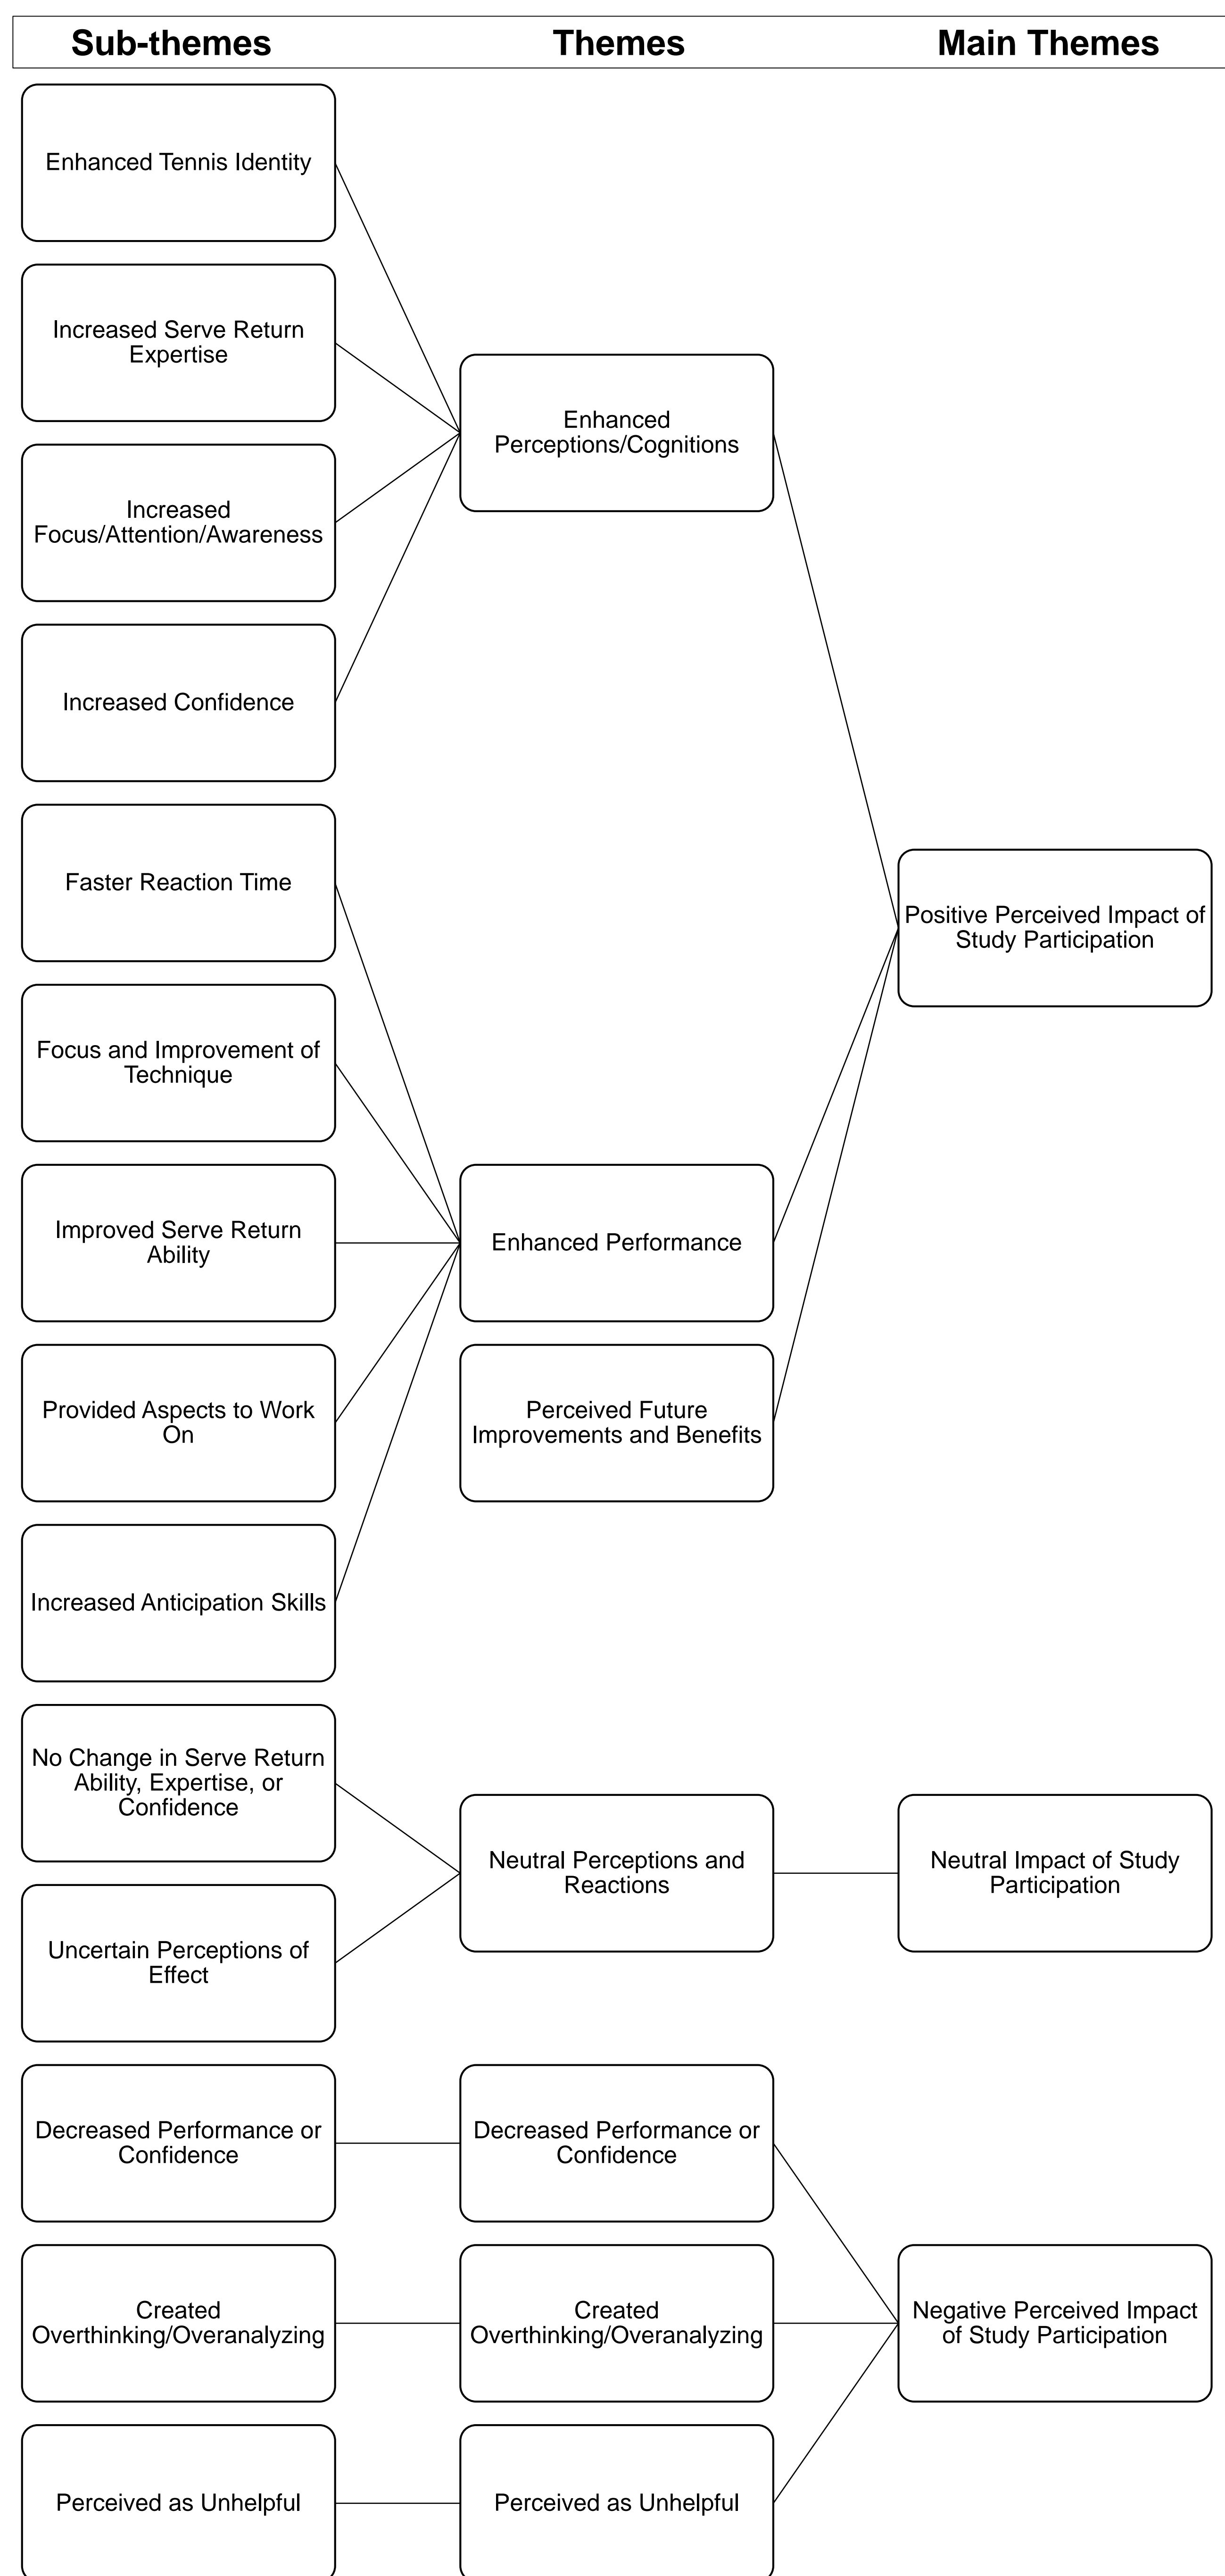 Sub-themes
Themes
Main Themes
Enhanced Tennis Identity
Increased Serve Return
Expertise
Increased
Focus/Attention/Awareness
Increased Confidence
Faster Reaction Time
Focus and Improvement of
Technique
Improved Serve Return
Ability
Provided Aspects to Work
On
Increased Anticipation Skills
No Change in Serve Return
Ability, Expertise, or
Confidence
Uncertain Perceptions of
Effect
Decreased Performance or
Confidence
Created
Overthinking/Overanalyzing
Perceived as Unhelpful
Enhanced
Perceptions/Cognitions
Enhanced Performance
Perceived Future
Improvements and Benefits
Neutral Perceptions and
Reactions
Decreased Performance or
Confidence
Created
Overthinking/Overanalyzing
Perceived as Unhelpful
Positive Perceived Impact of
Study Participation
Neutral Impact of Study
Participation
Negative Perceived Impact
of Study Participation